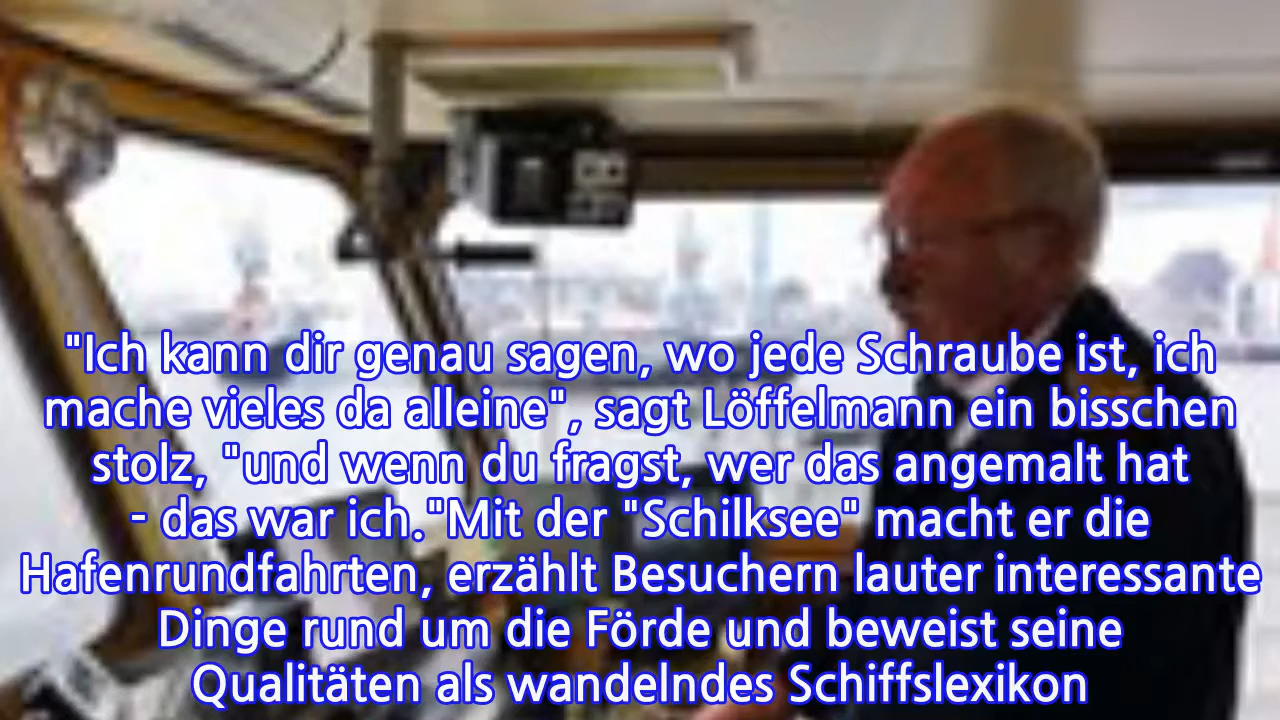 "Ich kann dir genau sagen, wo jede Schraube ist, ich
mache vieles da alleine", sagt Löffelmann ein bisschen
stolz, "und wenn du fragst, wer das angemalt hat
- das war ich."Mit der "Schilksee" macht er die
Hafenrundfahrten, erzählt Besuchern lauter interessante
Dinge rund um die Förde und beweist seine
Qualitäten als wandelndes Schiffslexikon